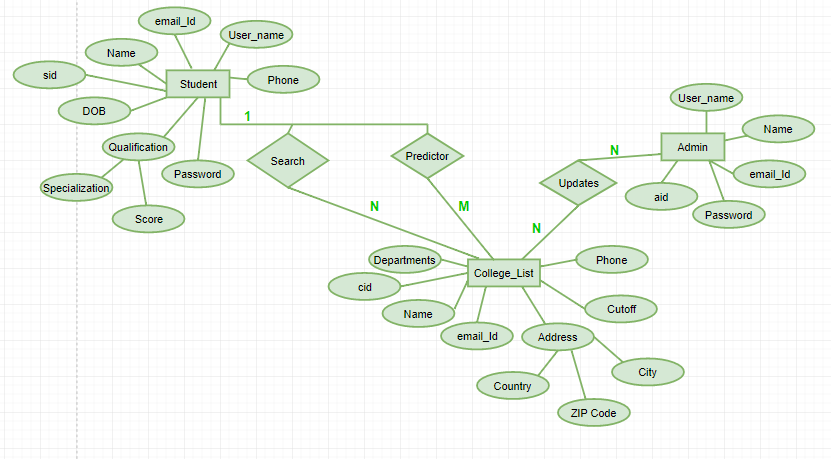 email_Id
User_name
Name
sid
Student
Phone
DOB
Qualification
Password
Specialization
Score
1
Search
Predictor
N
M
Updates
N
N
User_name
Admin
Name
email_Id
aid
Password
College_List
Departments
Phone
cid
Name
Cutoff
email_Id
Address
Country
City
ZIP Code